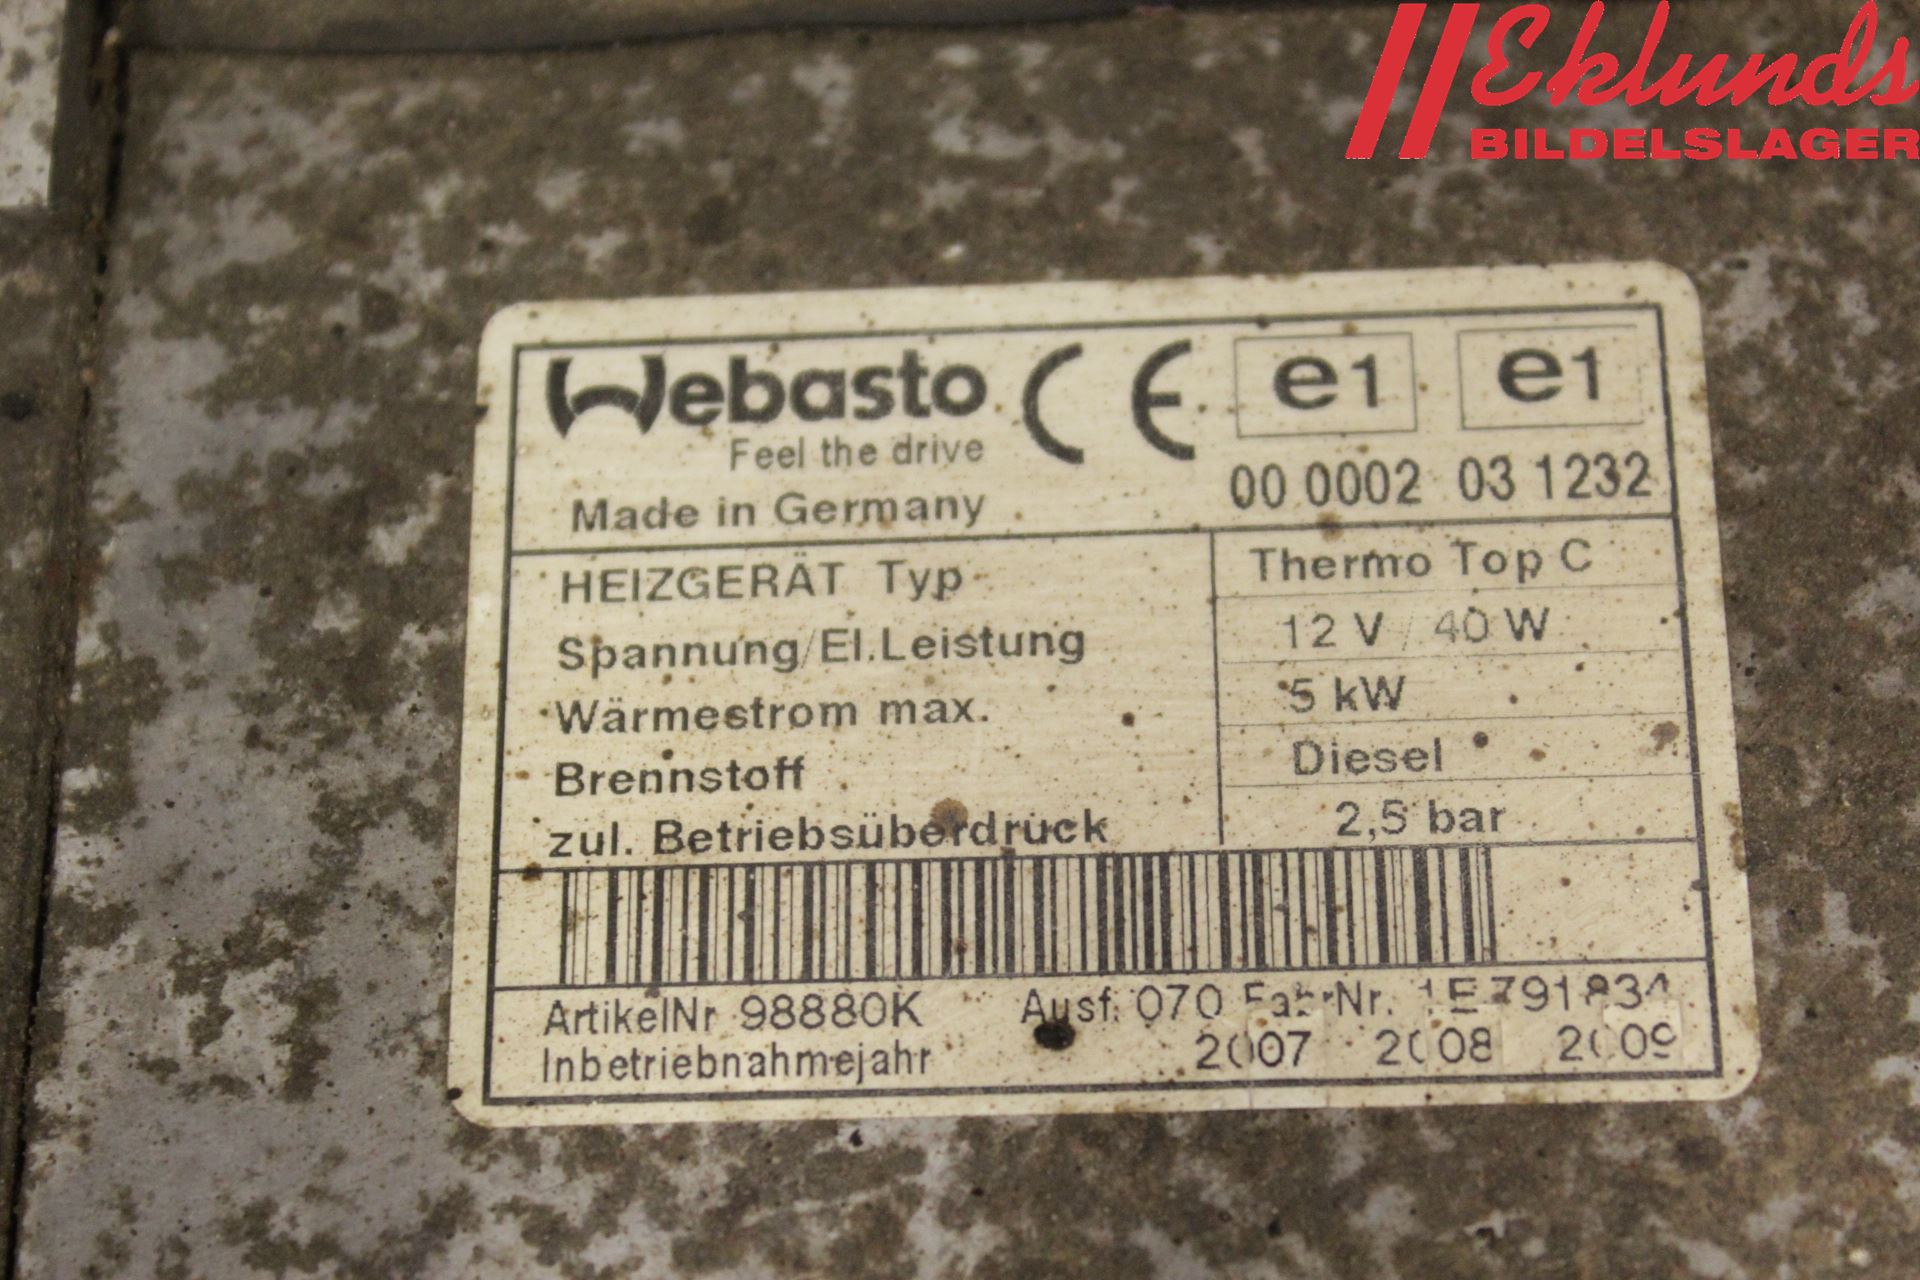 Eklunds
BILDELSLAGER
Webasto CE e1 e1
Feel the drive
00 0002 03 1232
Made in Germany
HEIZGERÄT Typ Thermo Top C
Spannung/El.Leistung 12 V / 40 W
Wärmestrom max. 5 kW
Brennstoff Diesel
zul. Betriebsüberdruck 2,5 bar
ArtikelNr 98880K Ausf. 070 FabrNr.
Inbetriebnahmejahr 2007 2008 2009